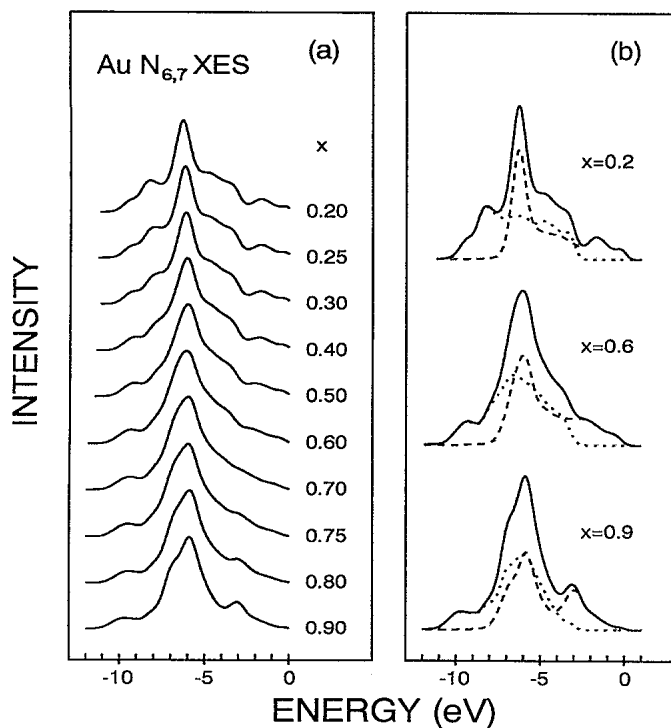 Au N6,7 XES
(a)
x
0.20
0.25
0.30
0.40
0.50
0.60
0.70
0.75
0.80
0.90
(b)
x=0.2
x=0.6
x=0.9
INTENSITY
-10 -5 0
-10 -5 0
ENERGY (eV)